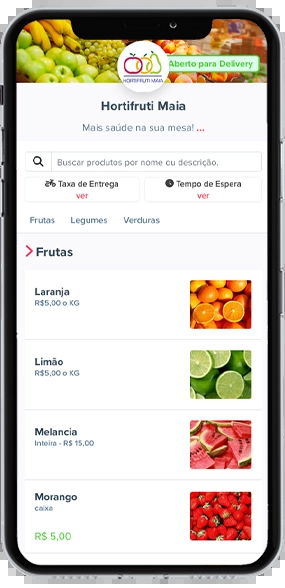 HORTIFRUTI MAIA
Aberto para Delivery
Hortifruti Maia
Mais saúde na sua mesa! ...
Buscar produtos por nome ou descrição.
Taxa de Entrega
ver
Tempo de Espera
ver
Frutas Legumes Verduras
Frutas
Laranja
R$5,00 o KG
Limão
R$5,00 o KG
Melancia
Inteira - R$ 15,00
Morango
caixa
R$ 5,00